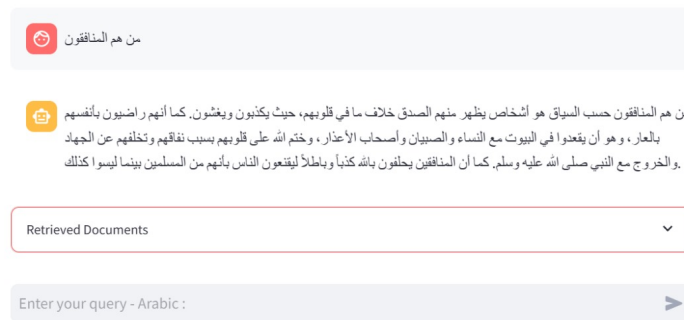 من هم المنافقون
من هم المنافقون حسب السياق هو أشخاص يظهر منهم الصدق خلاف ما في قلوبهم، حيث يكذبون ويغشون. كما أنهم راضيون بأنفسهم
بالعار، وهو أن يقعدوا في البيوت مع النساء والصبيان وأصحاب الأعذار، وختم الله على قلوبهم بسبب نفاقهم وتخلفهم عن الجهاد
والخروج مع النبي صلى الله عليه وسلم. كما أن المنافقين يحلفون بالله كذباً وباطلاً ليقنعون الناس بأنهم من المسلمين بينما ليسوا كذلك.
Retrieved Documents
Enter your query - Arabic :